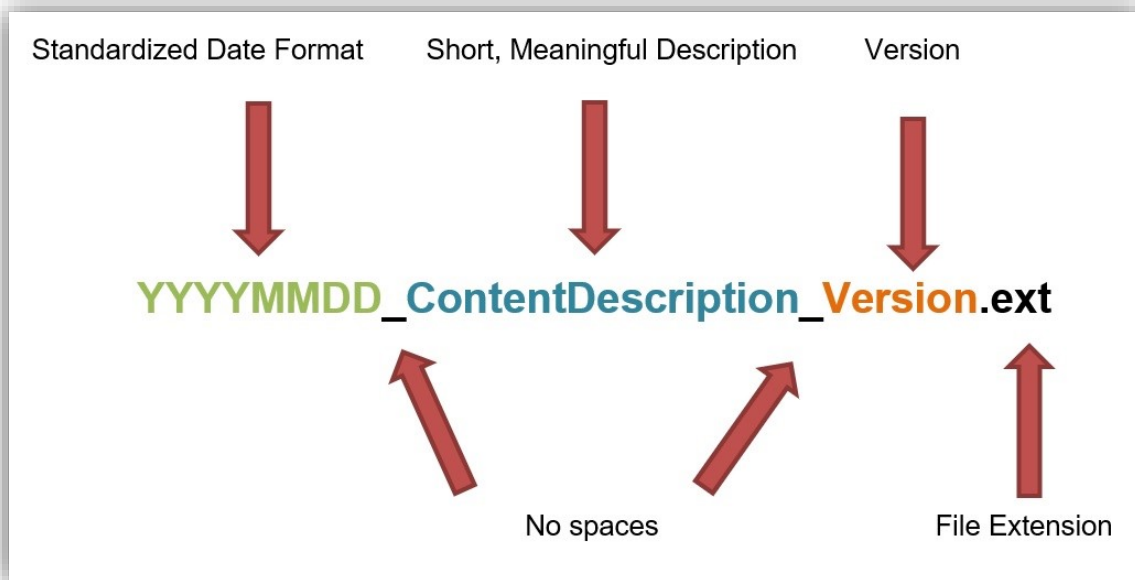 Standardized Date Format
Short, Meaningful Description
Version
YYYYMMDD_ContentDescription_Version.ext
No spaces
File Extension